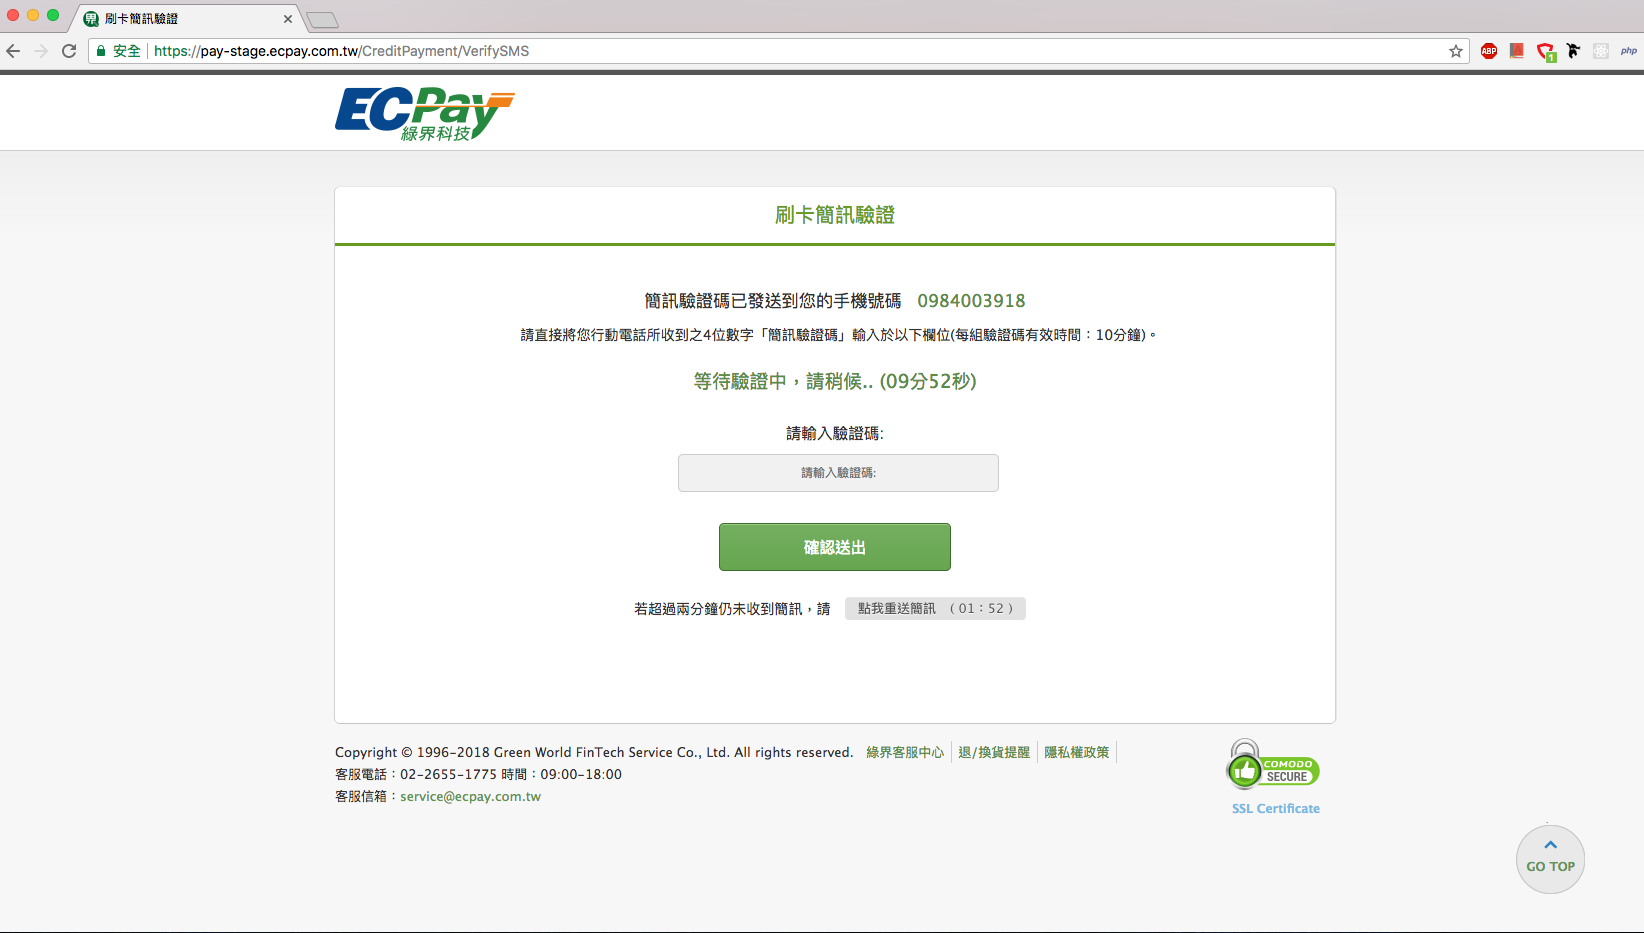 刷卡簡訊驗證
安全 https://pay-stage.ecpay.com.tw/CreditPayment/VerifySMS
ABP
1
php
ECPay
綠界科技
刷卡簡訊驗證
簡訊驗證碼已發送到您的手機號碼 0984003918
請直接將您行動電話所收到之4位數字「簡訊驗證碼」輸入於以下欄位(每組驗證碼有效時間：10分鐘)。
等待驗證中，請稍候.. (09分52秒)
請輸入驗證碼:
請輸入驗證碼:
確認送出
若超過兩分鐘仍未收到簡訊，請 點我重送簡訊 （01：52）
Copyright © 1996-2018 Green World FinTech Service Co., Ltd. All rights reserved. 綠界客服中心 退/換貨提醒 隱私權政策
客服電話：02-2655-1775 時間：09:00-18:00
客服信箱：service@ecpay.com.tw
COMODO
SECURE
SSL Certificate
GO TOP